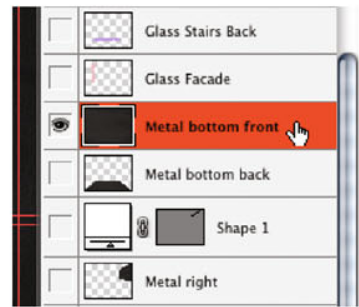 Glass Stairs Back
Glass Facade
Metal bottom front
Metal bottom back
Shape 1
Metal right